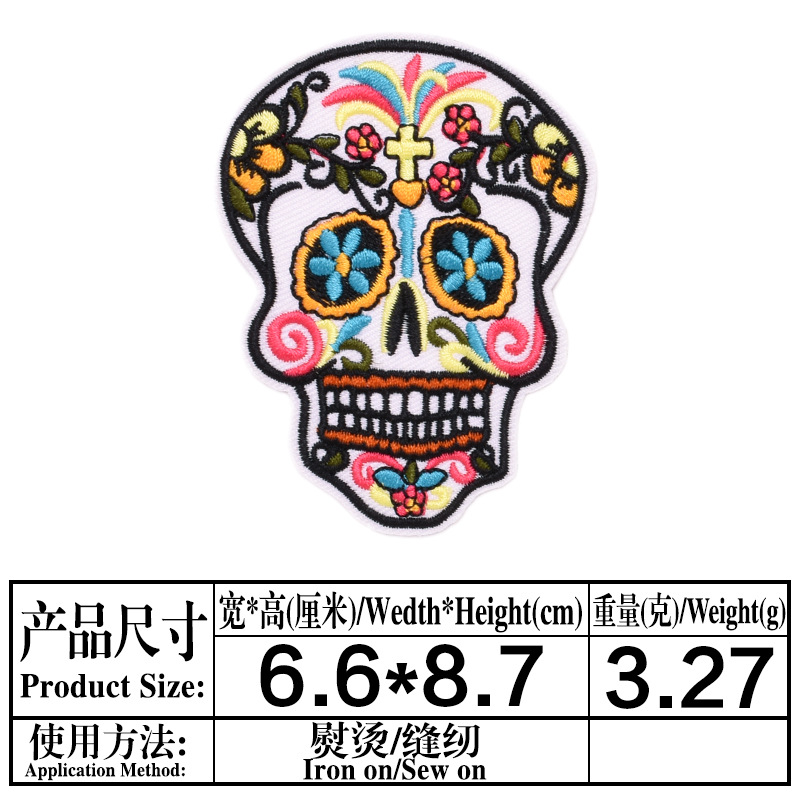 产品尺寸
Product Size:
宽*高(厘米)/Wedth*Height(cm)
重量(克)/Weight(g)
6.6*8.7
3.27
使用方法:
Application Method:
熨烫/缝纫
Iron on/Sew on